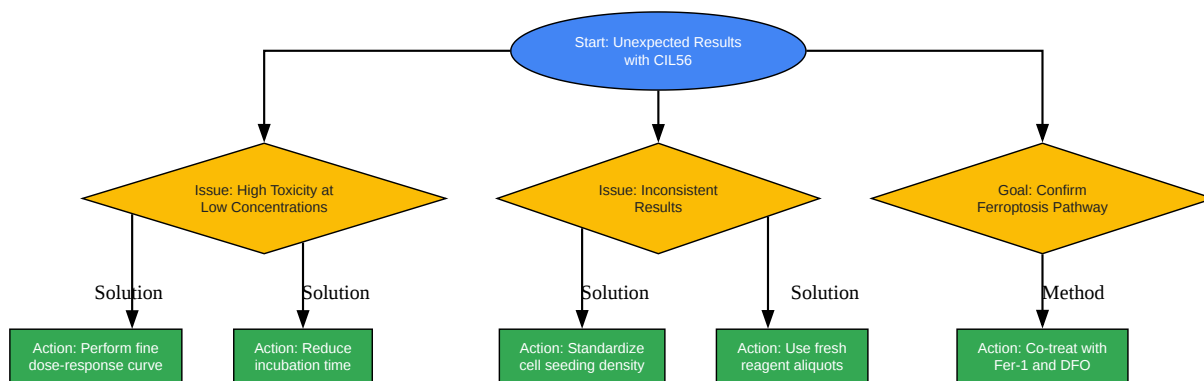 Start: Unexpected Results
with CIL56
Issue: High Toxicity at
Low Concentrations
Issue: Inconsistent
Results
Goal: Confirm
Ferroptosis Pathway
Solution
Solution
Solution
Solution
Method
Action: Perform fine
dose-response curve
Action: Reduce
incubation time
Action: Standardize
cell seeding density
Action: Use fresh
reagent aliquots
Action: Co-treat with
Fer-1 and DFO